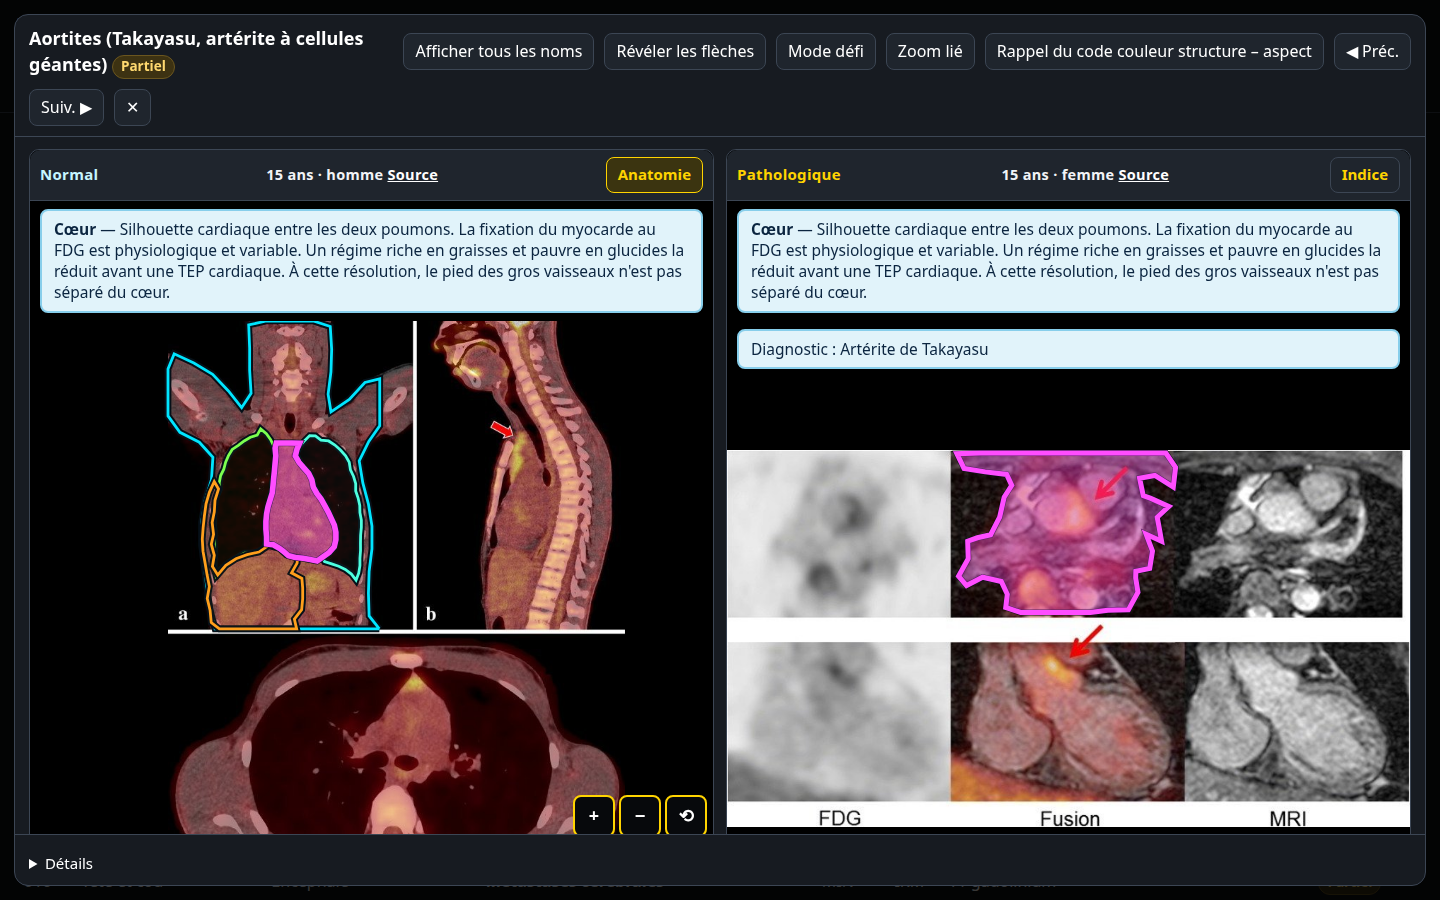 Aortites (Takayasu, artérite à cellules
géantes) Partiel
Afficher tous les noms
Révéler les flèches
Mode défi
Zoom lié
Rappel du code couleur structure – aspect
◀ Préc.
Suiv. ▶
✕
Normal
15 ans · homme Source
Anatomie
Cœur — Silhouette cardiaque entre les deux poumons. La fixation du myocarde au
FDG est physiologique et variable. Un régime riche en graisses et pauvre en glucides la
réduit avant une TEP cardiaque. À cette résolution, le pied des gros vaisseaux n'est pas
séparé du cœur.
a
b
+
−
⟲
Pathologique
15 ans · femme Source
Indice
Cœur — Silhouette cardiaque entre les deux poumons. La fixation du myocarde au
FDG est physiologique et variable. Un régime riche en graisses et pauvre en glucides la
réduit avant une TEP cardiaque. À cette résolution, le pied des gros vaisseaux n'est pas
séparé du cœur.
Diagnostic : Artérite de Takayasu
FDG
Fusion
MRI
▶ Détails